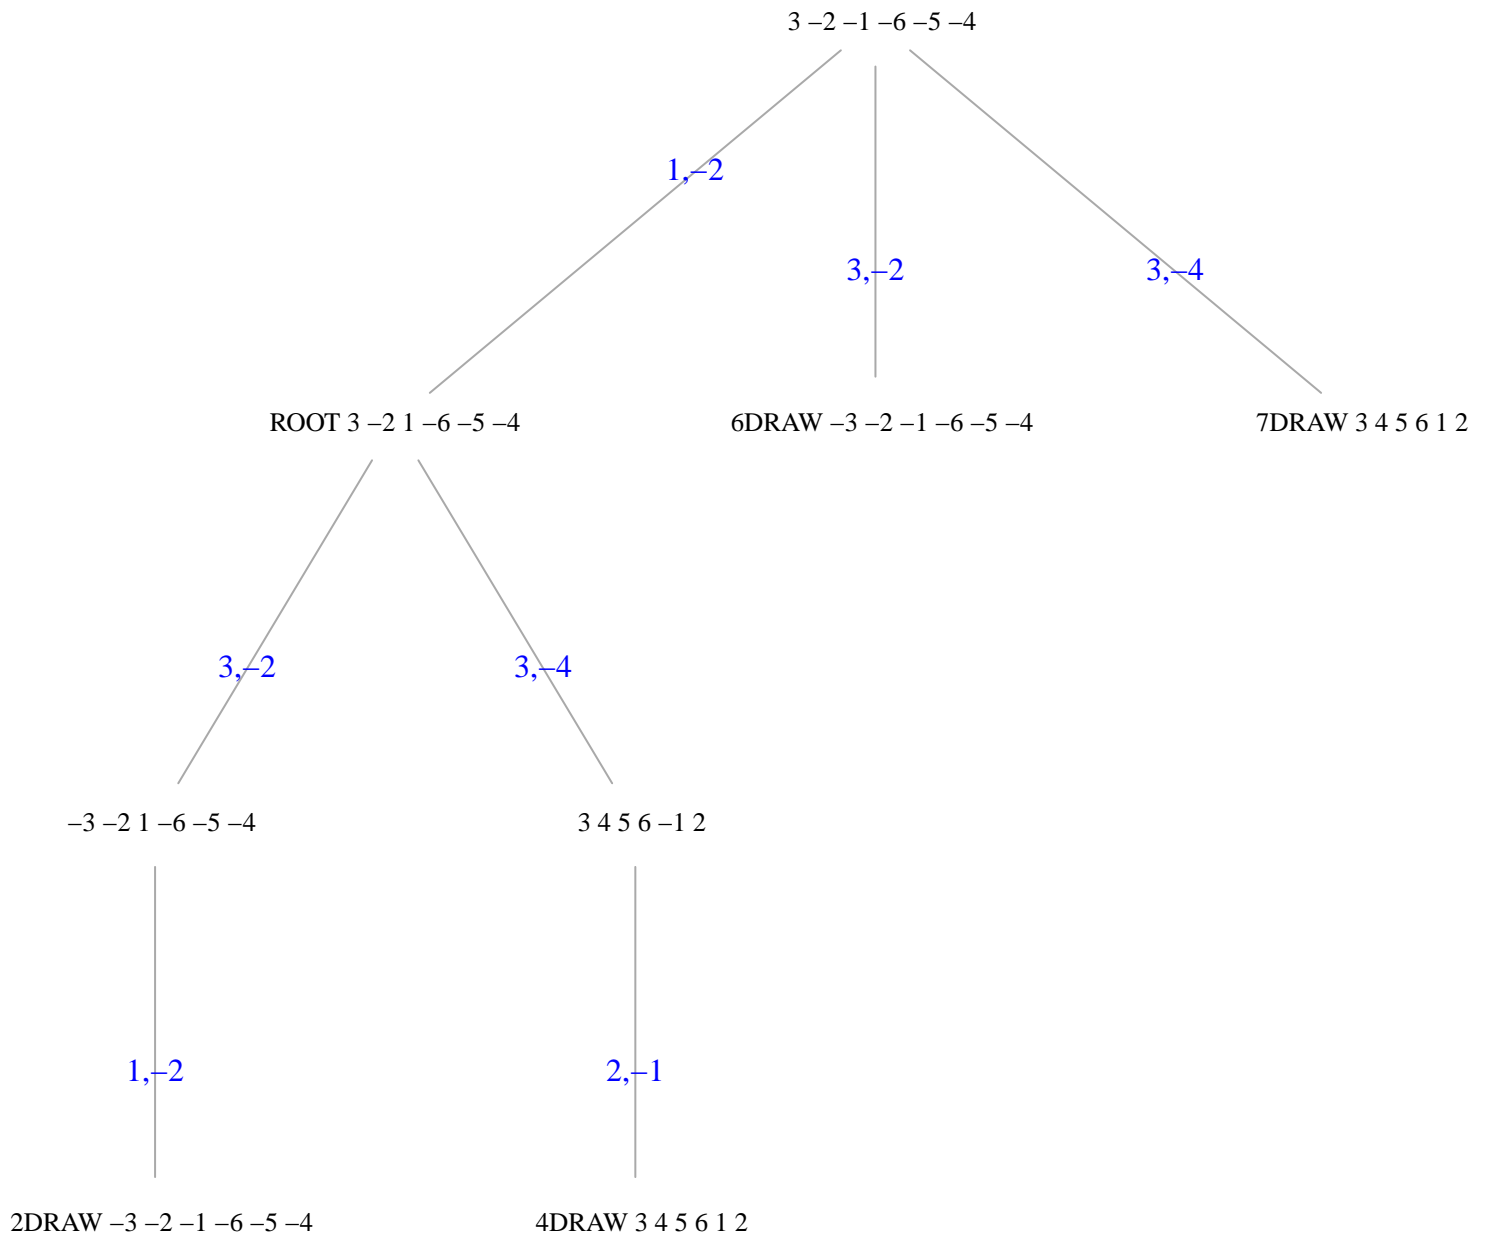 3 –2 –1 –6 –5 –4
1,–2
3,–2
3,–4
ROOT 3 –2 1 –6 –5 –4
6DRAW –3 –2 –1 –6 –5 –4
7DRAW 3 4 5 6 1 2
3,–2
3,–4
–3 –2 1 –6 –5 –4
3 4 5 6 –1 2
1,–2
2,–1
2DRAW –3 –2 –1 –6 –5 –4
4DRAW 3 4 5 6 1 2